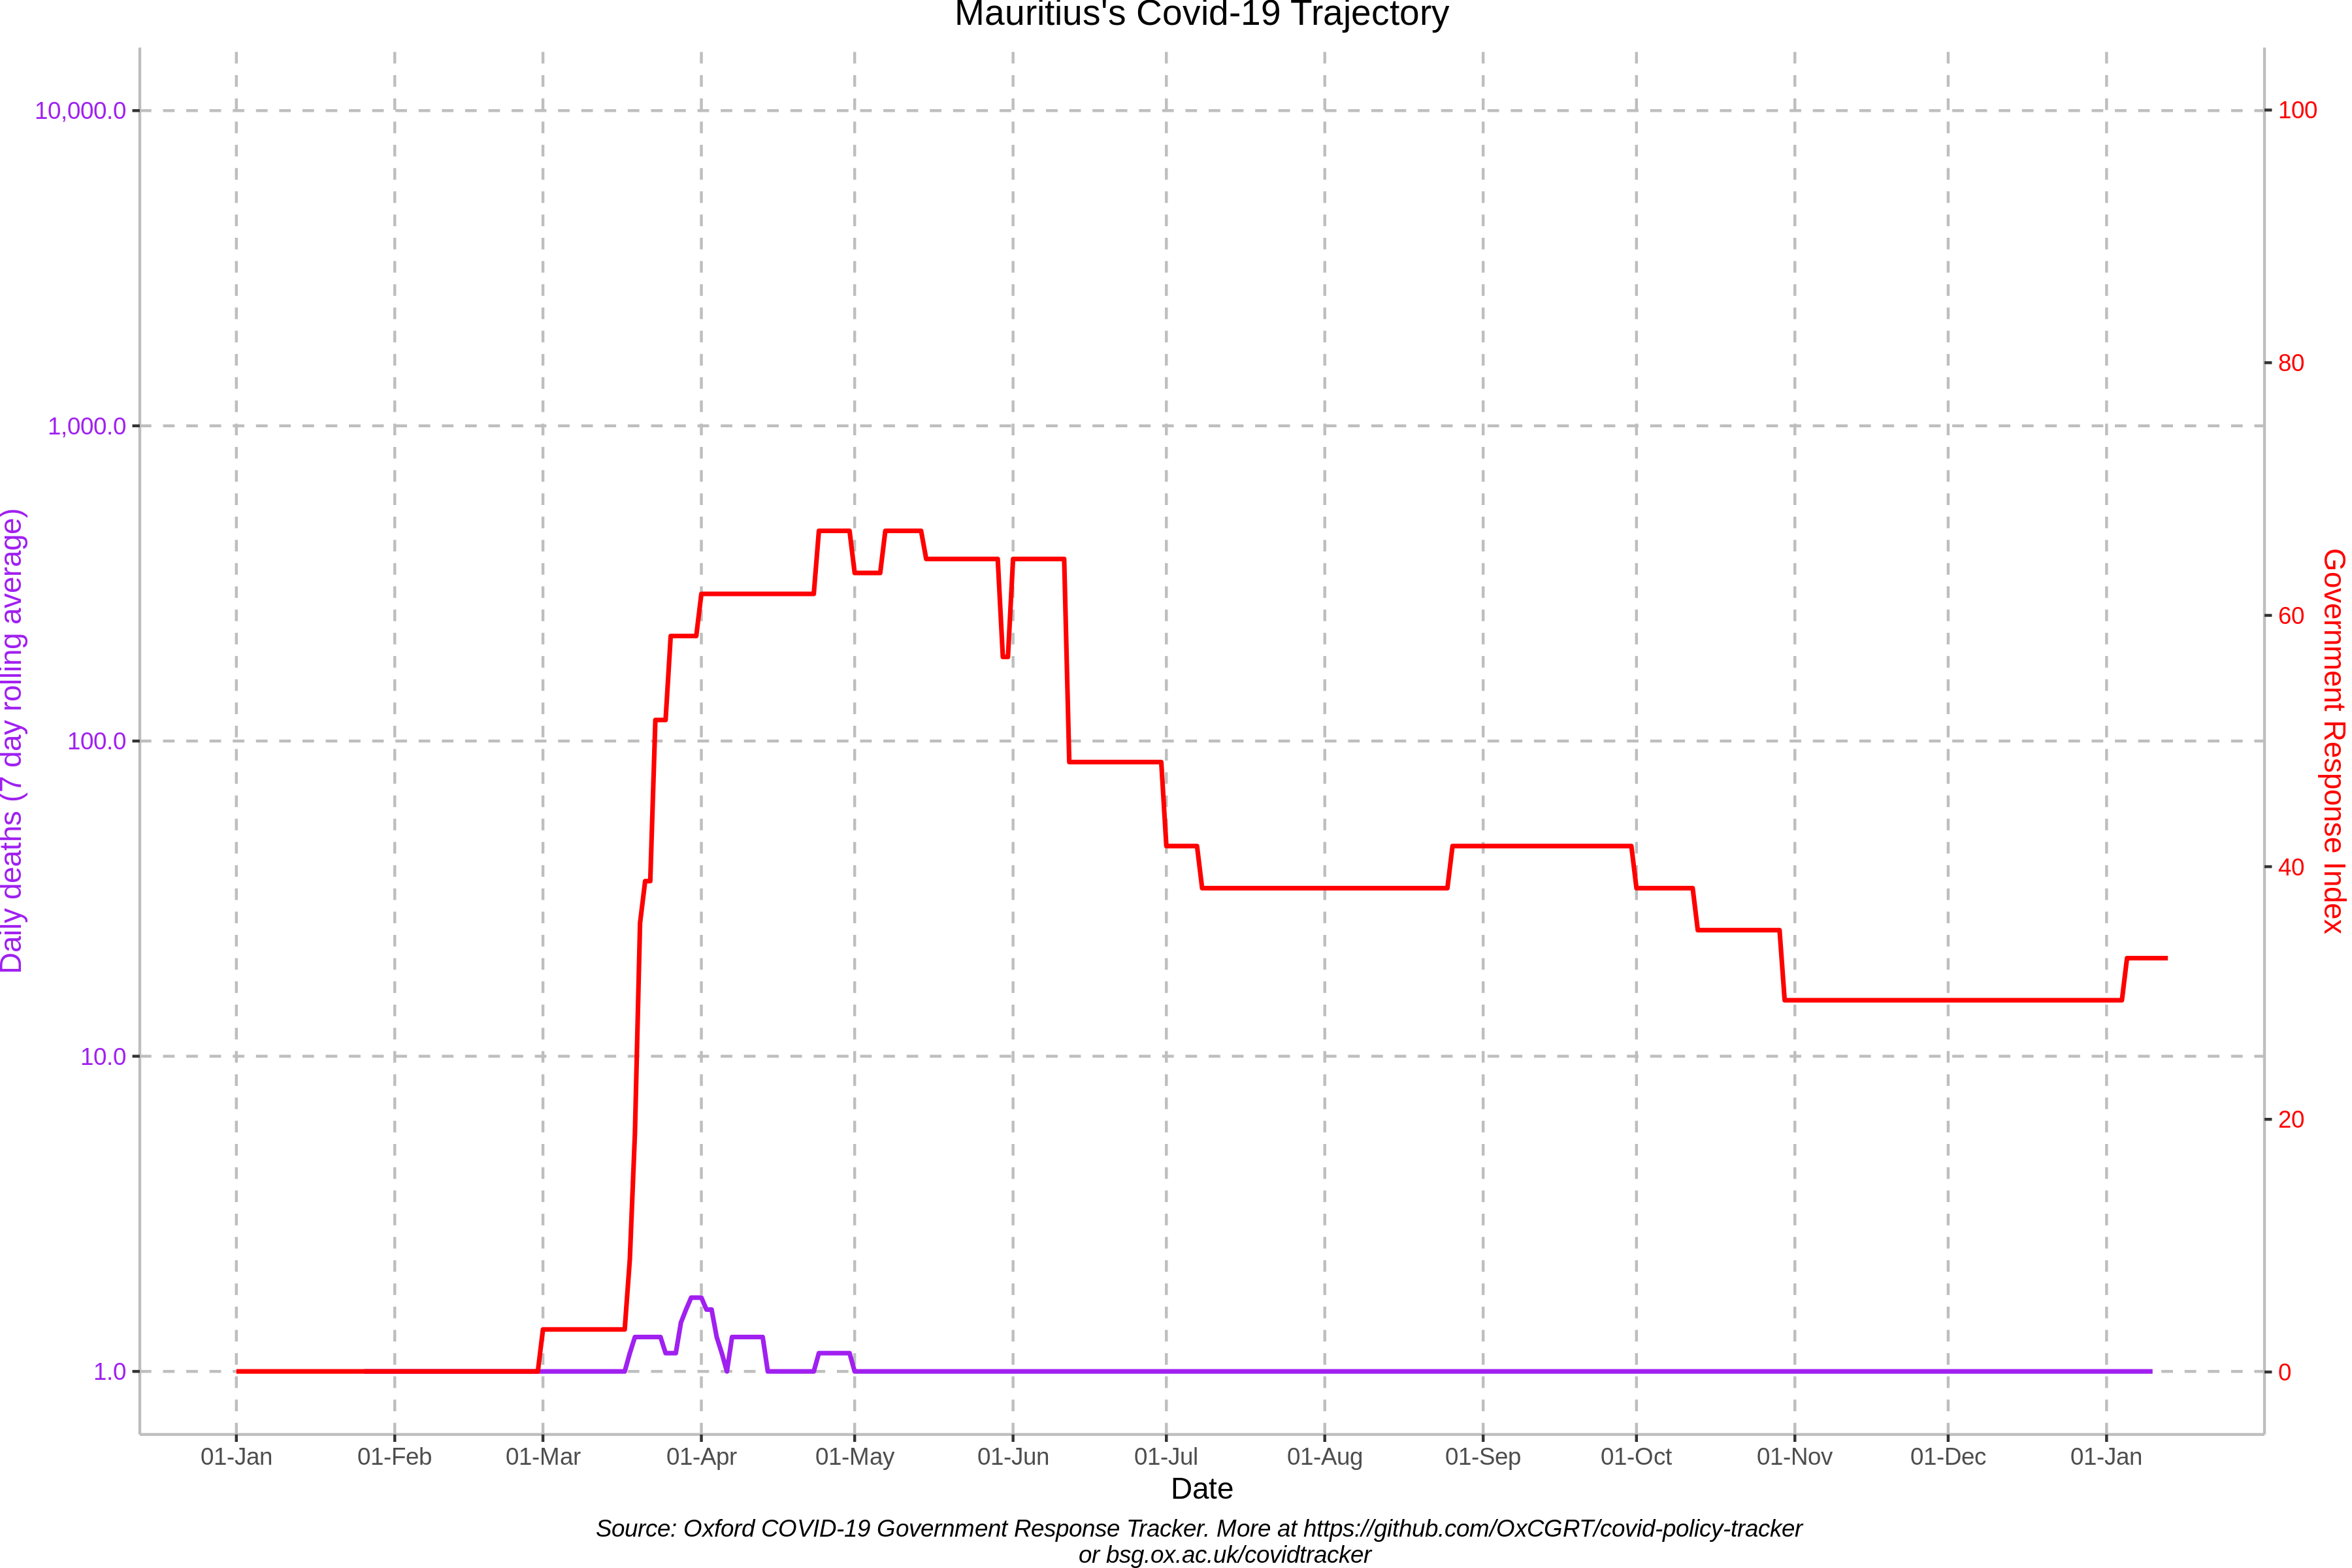 Mauritius's Covid-19 Trajectory
10,000.0
1,000.0
100.0
10.0
1.0
Daily deaths (7 day rolling average)
100
80
60
40
20
0
Government Response Index
01-Jan 01-Feb 01-Mar 01-Apr 01-May 01-Jun 01-Jul 01-Aug 01-Sep 01-Oct 01-Nov 01-Dec 01-Jan
Date
Source: Oxford COVID-19 Government Response Tracker. More at https://github.com/OxCGRT/covid-policy-tracker
or bsg.ox.ac.uk/covidtracker